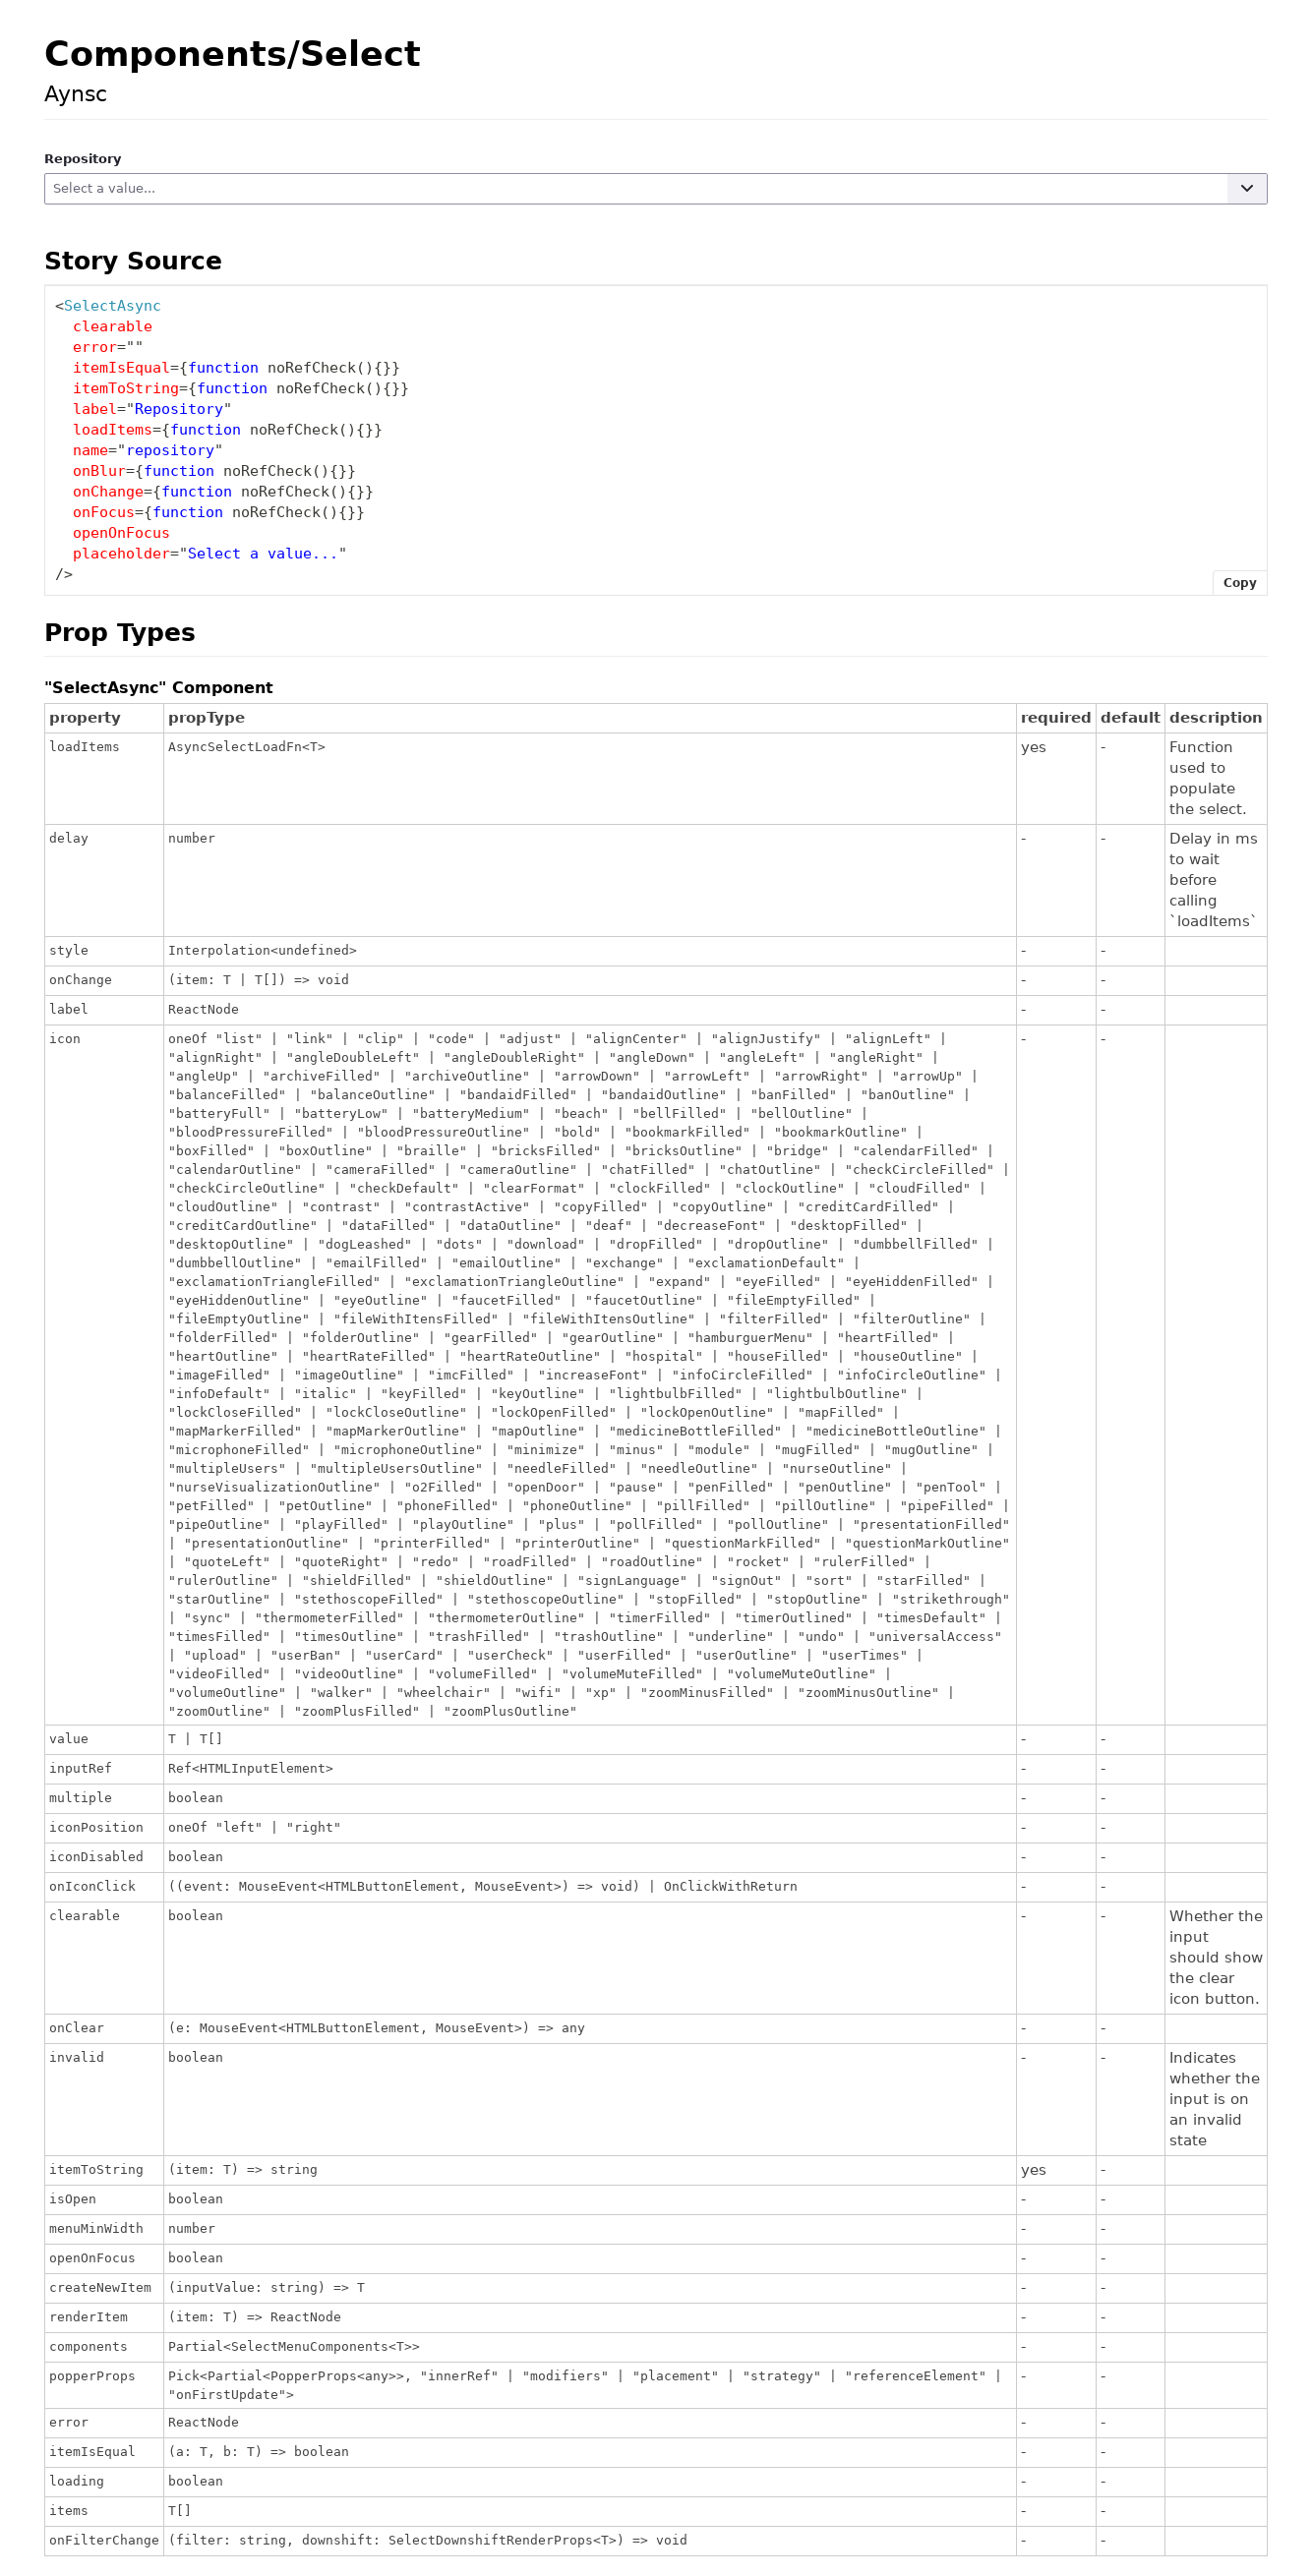 Components/Select
Aynsc
Repository
Select a value...
Story Source
<SelectAsync
  clearable
  error=""
  itemIsEqual={function noRefCheck(){}}
  itemToString={function noRefCheck(){}}
  label="Repository"
  loadItems={function noRefCheck(){}}
  name="repository"
  onBlur={function noRefCheck(){}}
  onChange={function noRefCheck(){}}
  onFocus={function noRefCheck(){}}
  openOnFocus
  placeholder="Select a value..."
/>
Copy
Prop Types
"SelectAsync" Component
property propType required default description
loadItems AsyncSelectLoadFn<T> yes - Function
used to
populate
the select.
delay number - - Delay in ms
to wait
before
calling
`loadItems`
style Interpolation<undefined> - -
onChange (item: T | T[]) => void - -
label ReactNode - -
icon oneOf "list" | "link" | "clip" | "code" | "adjust" | "alignCenter" | "alignJustify" | "alignLeft" | - -
"alignRight" | "angleDoubleLeft" | "angleDoubleRight" | "angleDown" | "angleLeft" | "angleRight" |
"angleUp" | "archiveFilled" | "archiveOutline" | "arrowDown" | "arrowLeft" | "arrowRight" | "arrowUp" |
"balanceFilled" | "balanceOutline" | "bandaidFilled" | "bandaidOutline" | "banFilled" | "banOutline" |
"batteryFull" | "batteryLow" | "batteryMedium" | "beach" | "bellFilled" | "bellOutline" |
"bloodPressureFilled" | "bloodPressureOutline" | "bold" | "bookmarkFilled" | "bookmarkOutline" |
"boxFilled" | "boxOutline" | "braille" | "bricksFilled" | "bricksOutline" | "bridge" | "calendarFilled" |
"calendarOutline" | "cameraFilled" | "cameraOutline" | "chatFilled" | "chatOutline" | "checkCircleFilled" |
"checkCircleOutline" | "checkDefault" | "clearFormat" | "clockFilled" | "clockOutline" | "cloudFilled" |
"cloudOutline" | "contrast" | "contrastActive" | "copyFilled" | "copyOutline" | "creditCardFilled" |
"creditCardOutline" | "dataFilled" | "dataOutline" | "deaf" | "decreaseFont" | "desktopFilled" |
"desktopOutline" | "dogLeashed" | "dots" | "download" | "dropFilled" | "dropOutline" | "dumbbellFilled" |
"dumbbellOutline" | "emailFilled" | "emailOutline" | "exchange" | "exclamationDefault" |
"exclamationTriangleFilled" | "exclamationTriangleOutline" | "expand" | "eyeFilled" | "eyeHiddenFilled" |
"eyeHiddenOutline" | "eyeOutline" | "faucetFilled" | "faucetOutline" | "fileEmptyFilled" |
"fileEmptyOutline" | "fileWithItensFilled" | "fileWithItensOutline" | "filterFilled" | "filterOutline" |
"folderFilled" | "folderOutline" | "gearFilled" | "gearOutline" | "hamburguerMenu" | "heartFilled" |
"heartOutline" | "heartRateFilled" | "heartRateOutline" | "hospital" | "houseFilled" | "houseOutline" |
"imageFilled" | "imageOutline" | "imcFilled" | "increaseFont" | "infoCircleFilled" | "infoCircleOutline" |
"infoDefault" | "italic" | "keyFilled" | "keyOutline" | "lightbulbFilled" | "lightbulbOutline" |
"lockCloseFilled" | "lockCloseOutline" | "lockOpenFilled" | "lockOpenOutline" | "mapFilled" |
"mapMarkerFilled" | "mapMarkerOutline" | "mapOutline" | "medicineBottleFilled" | "medicineBottleOutline" |
"microphoneFilled" | "microphoneOutline" | "minimize" | "minus" | "module" | "mugFilled" | "mugOutline" |
"multipleUsers" | "multipleUsersOutline" | "needleFilled" | "needleOutline" | "nurseOutline" |
"nurseVisualizationOutline" | "o2Filled" | "openDoor" | "pause" | "penFilled" | "penOutline" | "penTool" |
"petFilled" | "petOutline" | "phoneFilled" | "phoneOutline" | "pillFilled" | "pillOutline" | "pipeFilled" |
"pipeOutline" | "playFilled" | "playOutline" | "plus" | "pollFilled" | "pollOutline" | "presentationFilled"
| "presentationOutline" | "printerFilled" | "printerOutline" | "questionMarkFilled" | "questionMarkOutline"
| "quoteLeft" | "quoteRight" | "redo" | "roadFilled" | "roadOutline" | "rocket" | "rulerFilled" |
"rulerOutline" | "shieldFilled" | "shieldOutline" | "signLanguage" | "signOut" | "sort" | "starFilled" |
"starOutline" | "stethoscopeFilled" | "stethoscopeOutline" | "stopFilled" | "stopOutline" | "strikethrough"
| "sync" | "thermometerFilled" | "thermometerOutline" | "timerFilled" | "timerOutlined" | "timesDefault" |
"timesFilled" | "timesOutline" | "trashFilled" | "trashOutline" | "underline" | "undo" | "universalAccess"
| "upload" | "userBan" | "userCard" | "userCheck" | "userFilled" | "userOutline" | "userTimes" |
"videoFilled" | "videoOutline" | "volumeFilled" | "volumeMuteFilled" | "volumeMuteOutline" |
"volumeOutline" | "walker" | "wheelchair" | "wifi" | "xp" | "zoomMinusFilled" | "zoomMinusOutline" |
"zoomOutline" | "zoomPlusFilled" | "zoomPlusOutline"
value T | T[] - -
inputRef Ref<HTMLInputElement> - -
multiple boolean - -
iconPosition oneOf "left" | "right" - -
iconDisabled boolean - -
onIconClick ((event: MouseEvent<HTMLButtonElement, MouseEvent>) => void) | OnClickWithReturn - -
clearable boolean - - Whether the
input
should show
the clear
icon button.
onClear (e: MouseEvent<HTMLButtonElement, MouseEvent>) => any - -
invalid boolean - - Indicates
whether the
input is on
an invalid
state
itemToString (item: T) => string yes -
isOpen boolean - -
menuMinWidth number - -
openOnFocus boolean - -
createNewItem (inputValue: string) => T - -
renderItem (item: T) => ReactNode - -
components Partial<SelectMenuComponents<T>> - -
popperProps Pick<Partial<PopperProps<any>>, "innerRef" | "modifiers" | "placement" | "strategy" | "referenceElement" | - -
"onFirstUpdate">
error ReactNode - -
itemIsEqual (a: T, b: T) => boolean - -
loading boolean - -
items T[] - -
onFilterChange (filter: string, downshift: SelectDownshiftRenderProps<T>) => void - -